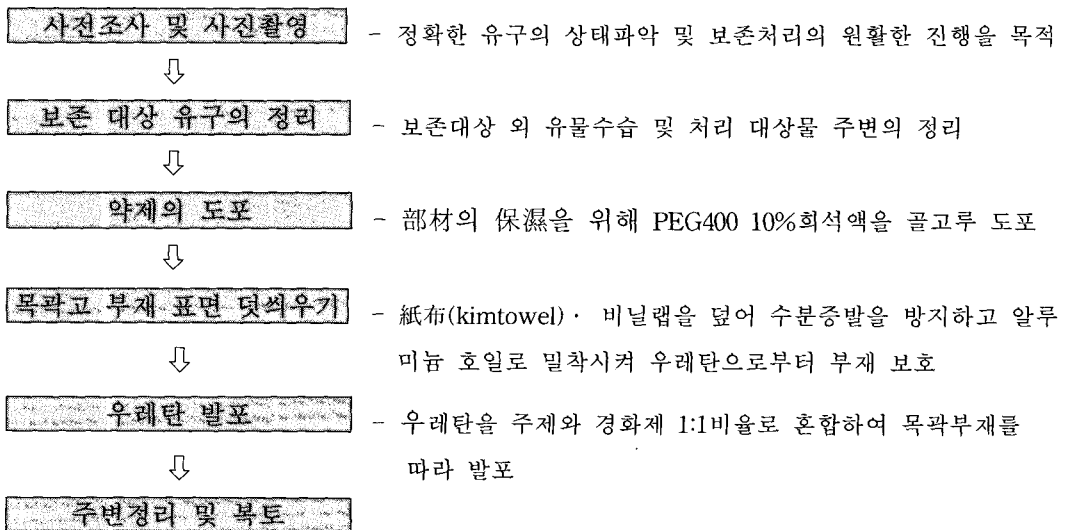 사전조사 및 사진촬영 - 정확한 유구의 상태파악 및 보존처리의 원활한 진행을 목적
⇩
보존 대상 유구의 정리 - 보존대상 외 유물수습 및 처리 대상물 주변의 정리
⇩
약제의 도포 - 部材의 保濕을 위해 PEG400 10%희석액을 골고루 도포
⇩
목곽고 부재 표면 덧씌우기 - 紙布(kimtowel)· 비닐랩을 덮어 수분증발을 방지하고 알루
미늄 호일로 밀착시켜 우레탄으로부터 부재 보호
⇩
우레탄 발포 - 우레탄을 주제와 경화제 1:1비율로 혼합하여 목곽부재를
따라 발포
⇩
주변정리 및 복토